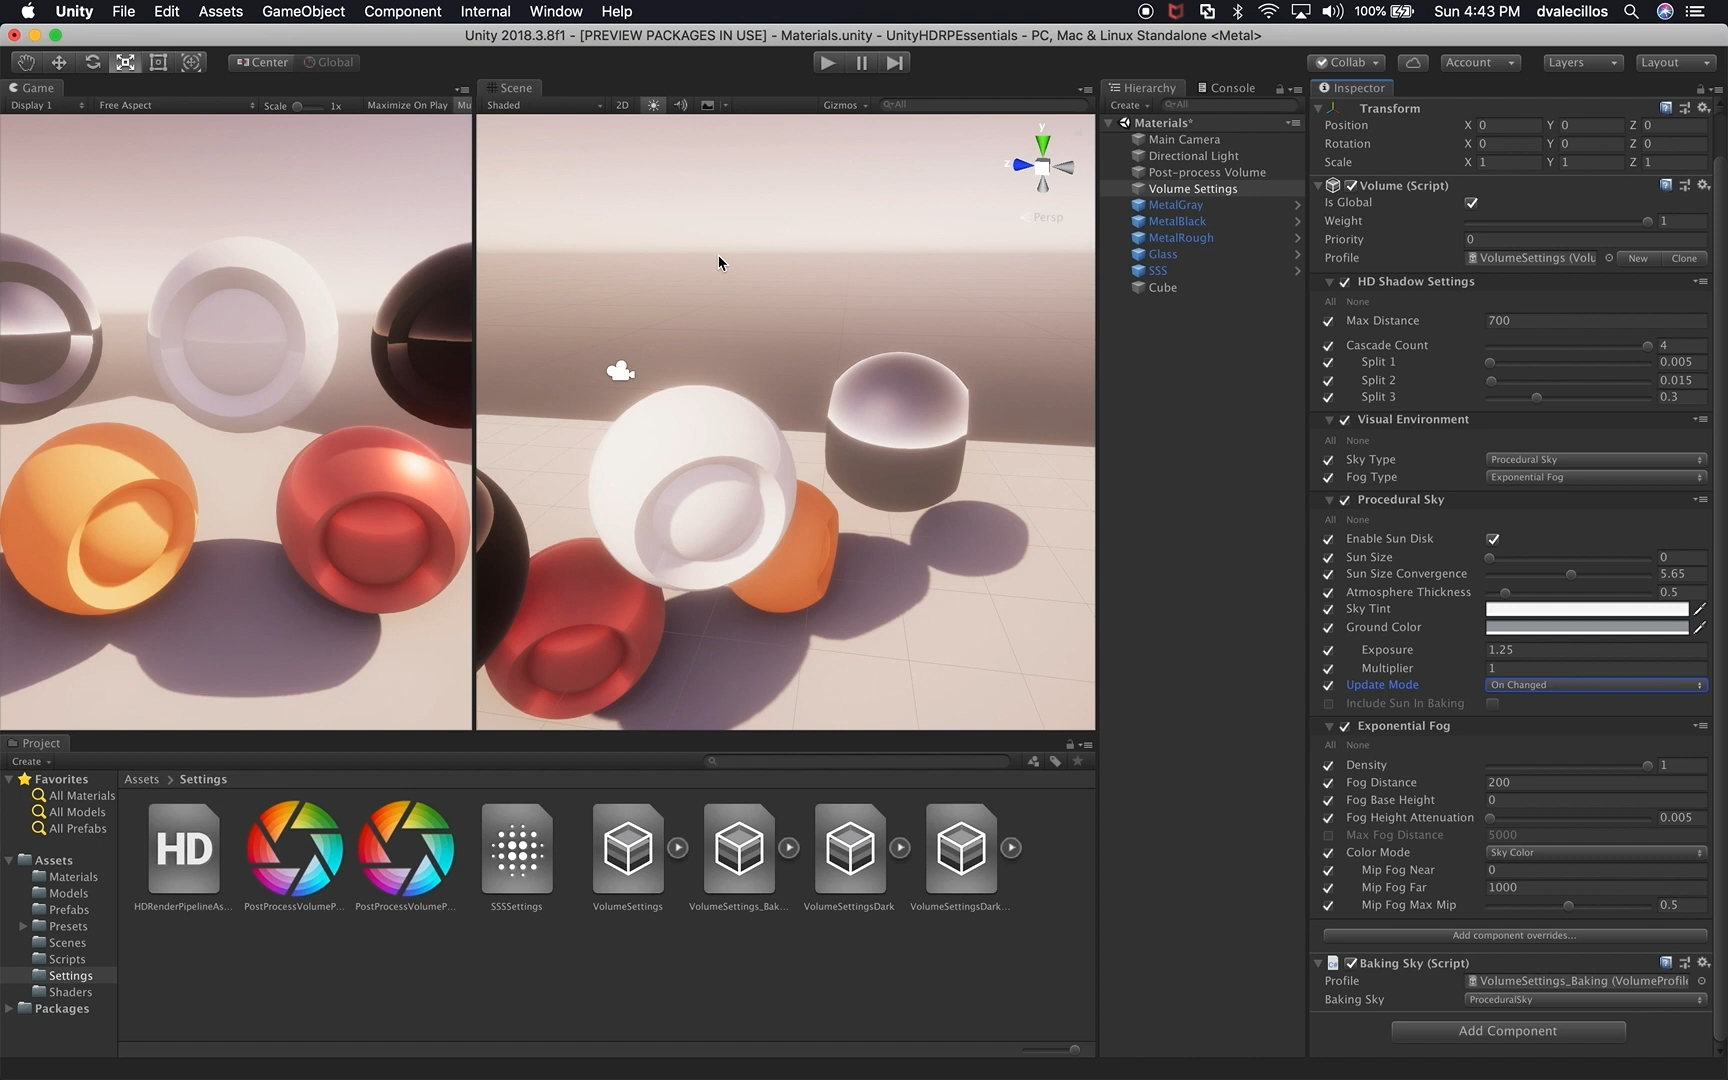 Unity File Edit Assets GameObject Component Internal Window Help 100% Sun 4:43 PM dvalecillos
Unity 2018.3.8f1 - [PREVIEW PACKAGES IN USE] - Materials.unity - UnityHDRPEssentials - PC, Mac & Linux Standalone <Metal>
Center Global Collab Account Layers Layout
Game
Display 1 Free Aspect Scale 1x Maximize On Play Mu
Scene
Shaded 2D Gizmos All
y
z
Persp
Hierarchy Console
Create All
Materials*
Main Camera
Directional Light
Post-process Volume
Volume Settings
MetalGray
MetalBlack
MetalRough
Glass
SSS
Cube
Inspector
Transform
Position X 0 Y 0 Z 0
Rotation X 0 Y 0 Z 0
Scale X 1 Y 1 Z 1
Volume (Script)
Is Global
Weight 1
Priority 0
Profile VolumeSettings (Volu New Clone
HD Shadow Settings
All None
Max Distance 700
Cascade Count 4
Split 1 0.005
Split 2 0.015
Split 3 0.3
Visual Environment
All None
Sky Type Procedural Sky
Fog Type Exponential Fog
Procedural Sky
All None
Enable Sun Disk
Sun Size 0
Sun Size Convergence 5.65
Atmosphere Thickness 0.5
Sky Tint
Ground Color
Exposure 1.25
Multiplier 1
Update Mode On Changed
Include Sun In Baking
Exponential Fog
All None
Density 1
Fog Distance 200
Fog Base Height 0
Fog Height Attenuation 0.005
Max Fog Distance 5000
Color Mode Sky Color
Mip Fog Near 0
Mip Fog Far 1000
Mip Fog Max Mip 0.5
Add component overrides...
Baking Sky (Script)
Profile VolumeSettings_Baking (VolumeProfile
Baking Sky ProceduralSky
Add Component
Project
Create
Favorites
All Materials
All Models
All Prefabs
Assets
Materials
Models
Prefabs
Presets
Scenes
Scripts
Settings
Shaders
Packages
Assets > Settings
HD
HDRenderPipelineAs... PostProcessVolumeP... PostProcessVolumeP... SSSSettings VolumeSettings VolumeSettings_Bak... VolumeSettingsDark VolumeSettingsDark...